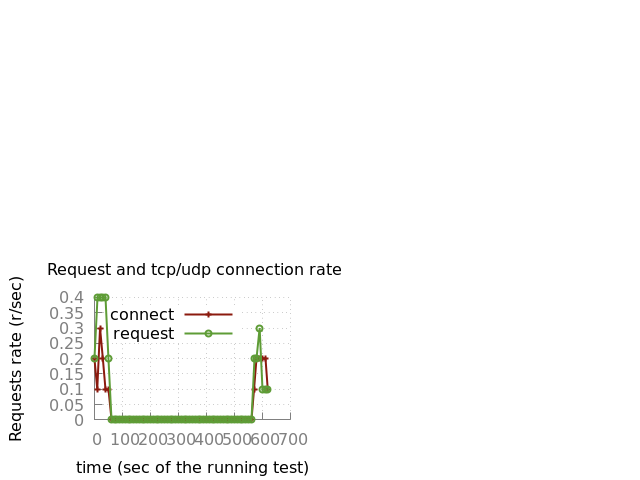 Request and tcp/udp connection rate
Requests rate (r/sec)
0.4
0.35
0.3
0.25
0.2
0.15
0.1
0.05
0
connect
request
0 100 200 300 400 500 600 700
time (sec of the running test)